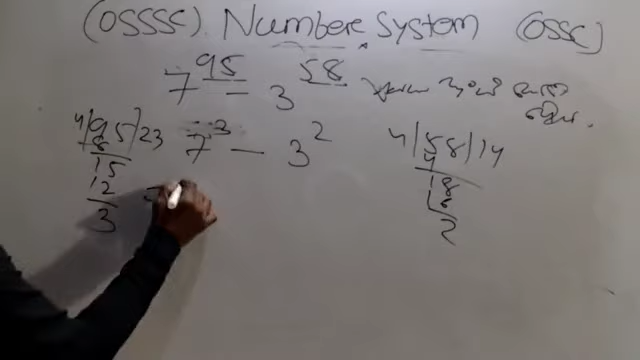 (OSSSC). Number System (OSSC)
7^95 - 3^58
4/95/23 7^3 - 3^2 4/58/14
8 4
15 18
12 16
3 2